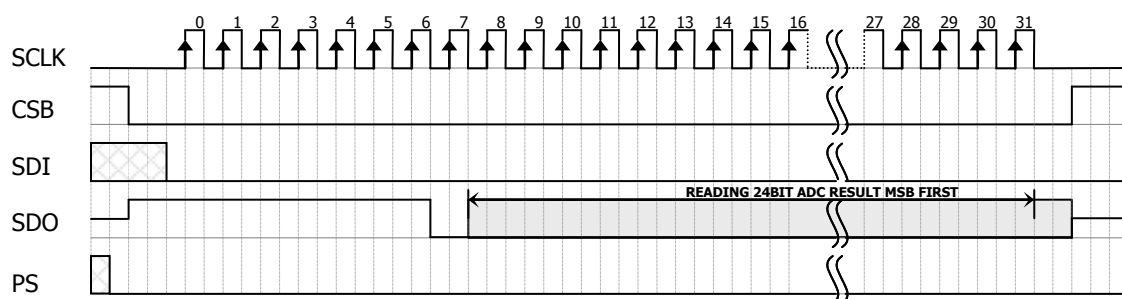 0 1 2 3 4 5 6 7 8 9 10 11 12 13 14 15 16 27 28 29 30 31
SCLK
CSB
SDI
READING 24BIT ADC RESULT MSB FIRST
SDO
PS